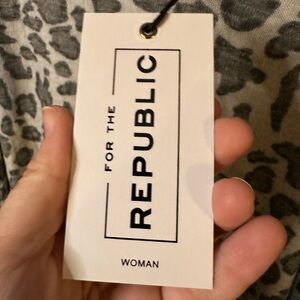 FOR THE
REPUBLIC
WOMAN